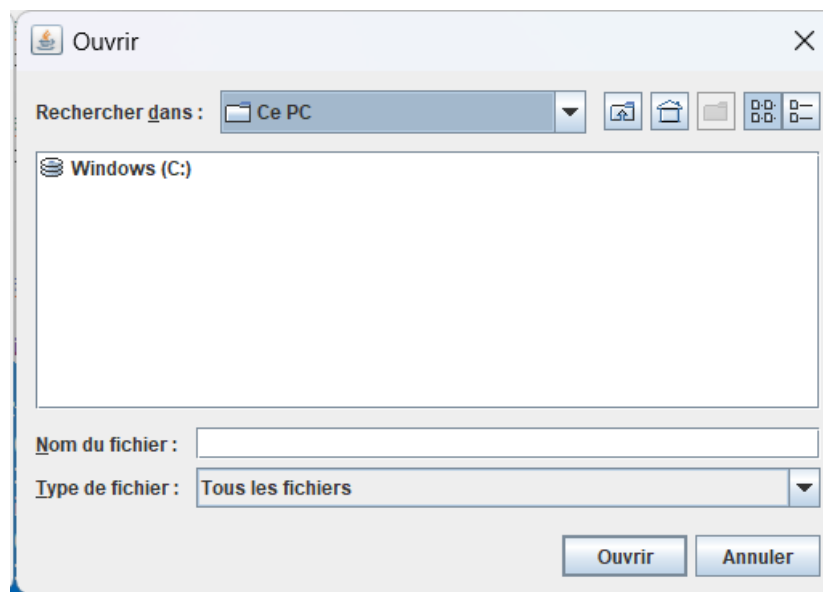 Ouvrir
Rechercher dans : Ce PC
Windows (C:)
Nom du fichier :
Type de fichier : Tous les fichiers
Ouvrir Annuler